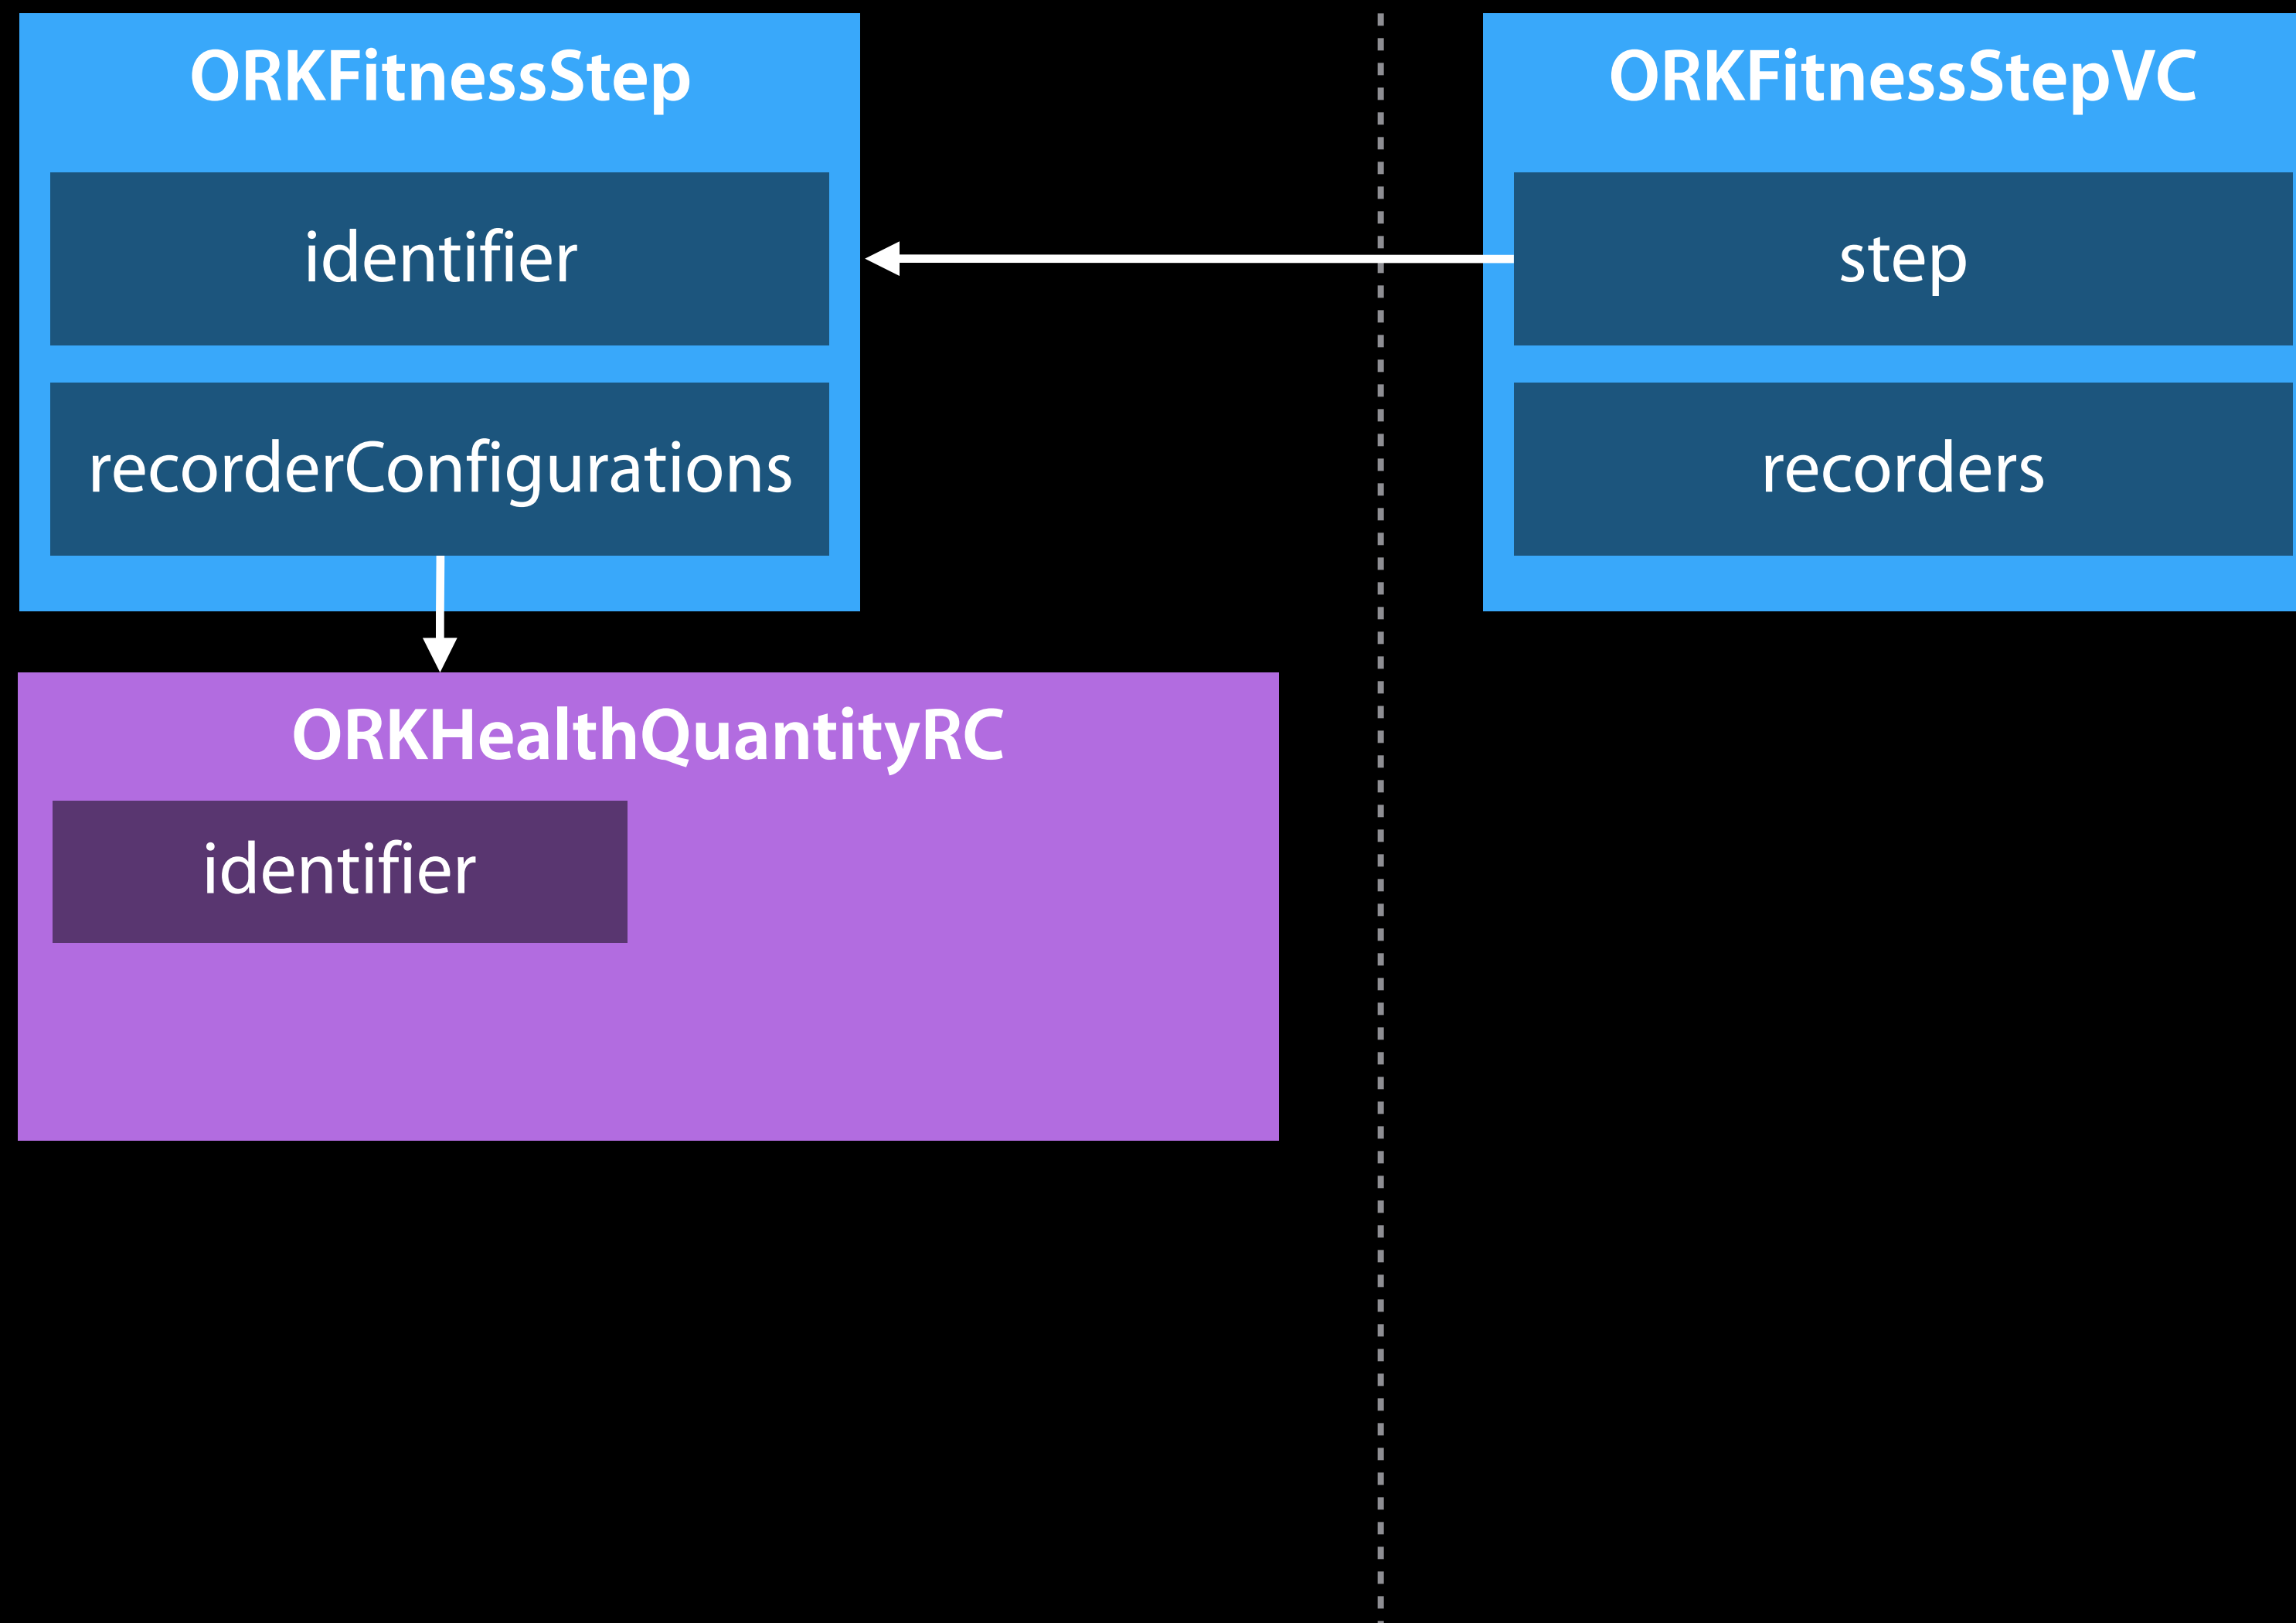 ORKFitnessStep
identifier
recorderConfigurations
ORKHealthQuantityRC
identifier
ORKFitnessStepVC
step
recorders